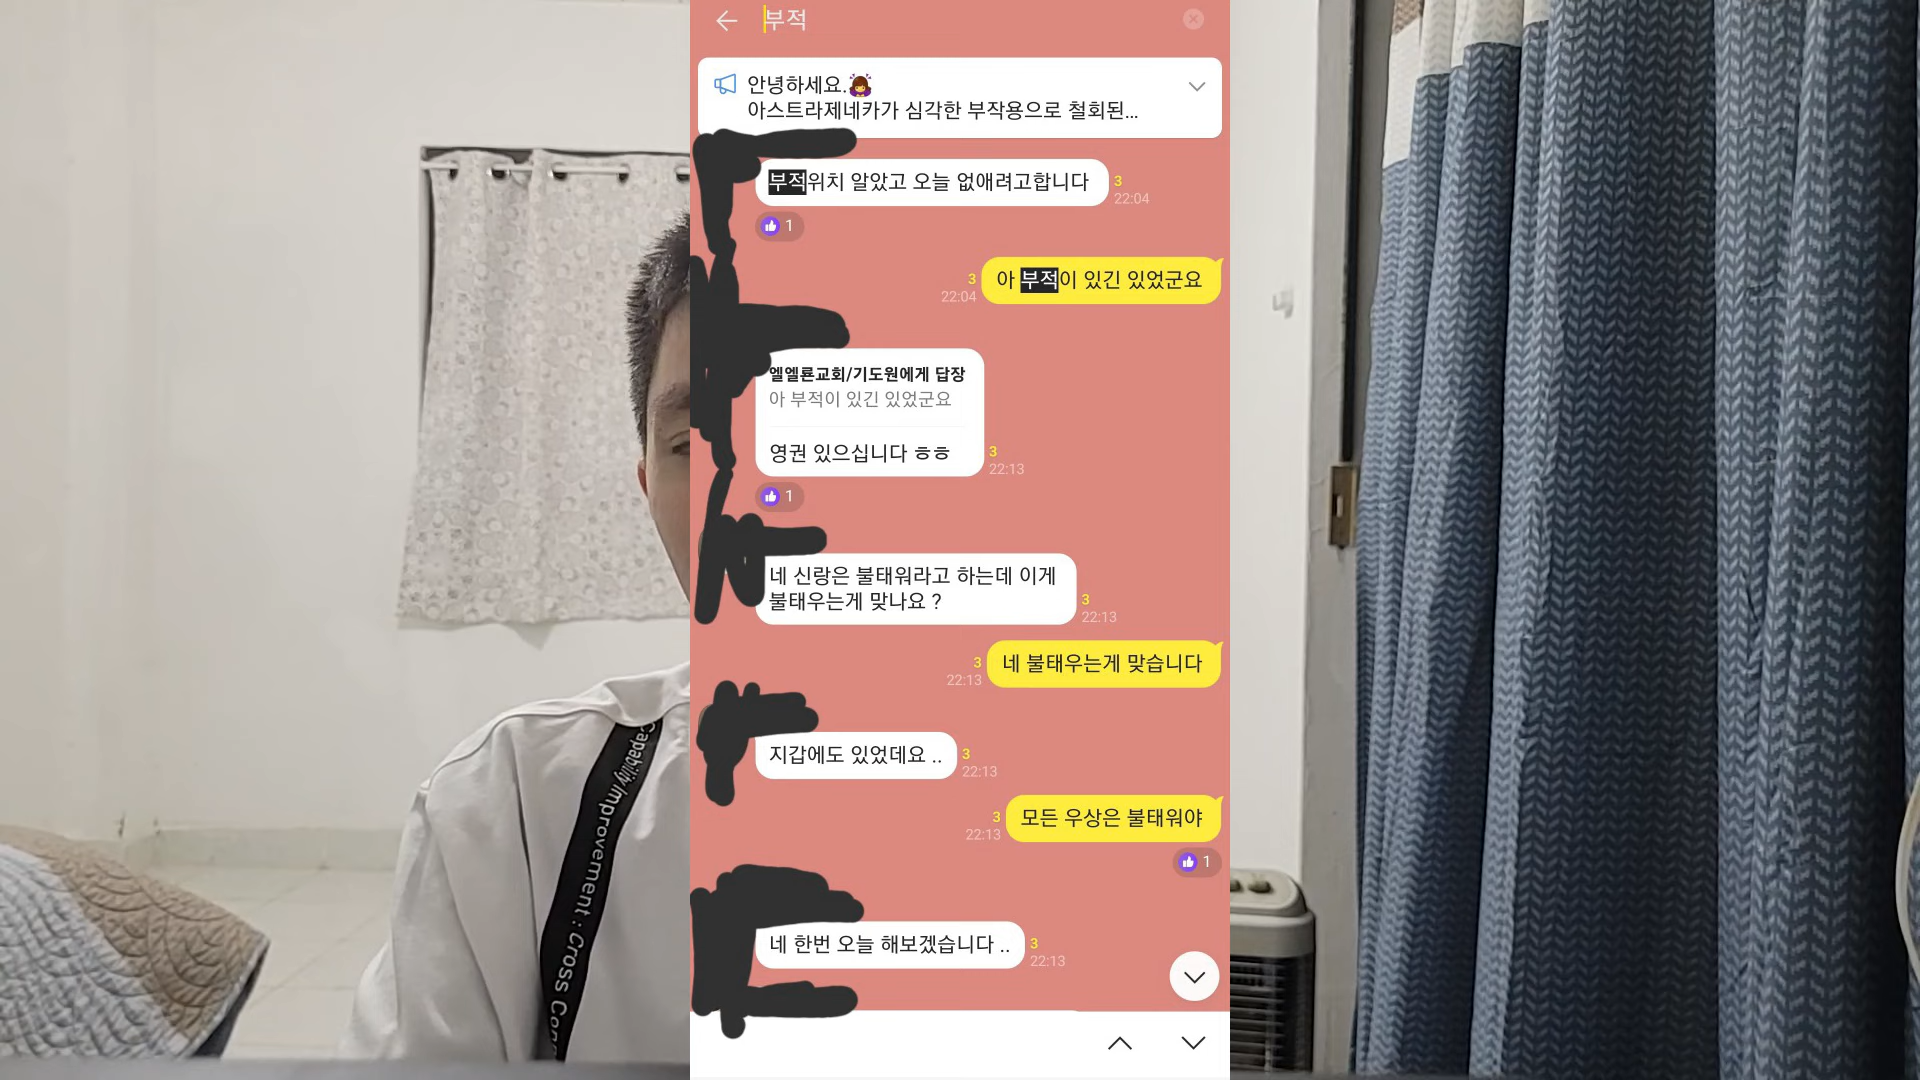 부적
안녕하세요.
아스트라제네카가 심각한 부작용으로 철회된...
부적위치 알았고 오늘 없애려고합니다
3
22:04
1
아 부적이 있긴 있었군요
3
22:04
엘엘룐교회/기도원에게 답장
아 부적이 있긴 있었군요
영권 있으십니다 ㅎㅎ
3
22:13
1
네 신랑은 불태워라고 하는데 이게
불태우는게 맞나요 ?
3
22:13
네 불태우는게 맞습니다
3
22:13
지갑에도 있었데요 ..
3
22:13
모든 우상은 불태워야
3
22:13
1
네 한번 오늘 해보겠습니다 ..
3
22:13
Capability/mprovement : Cross